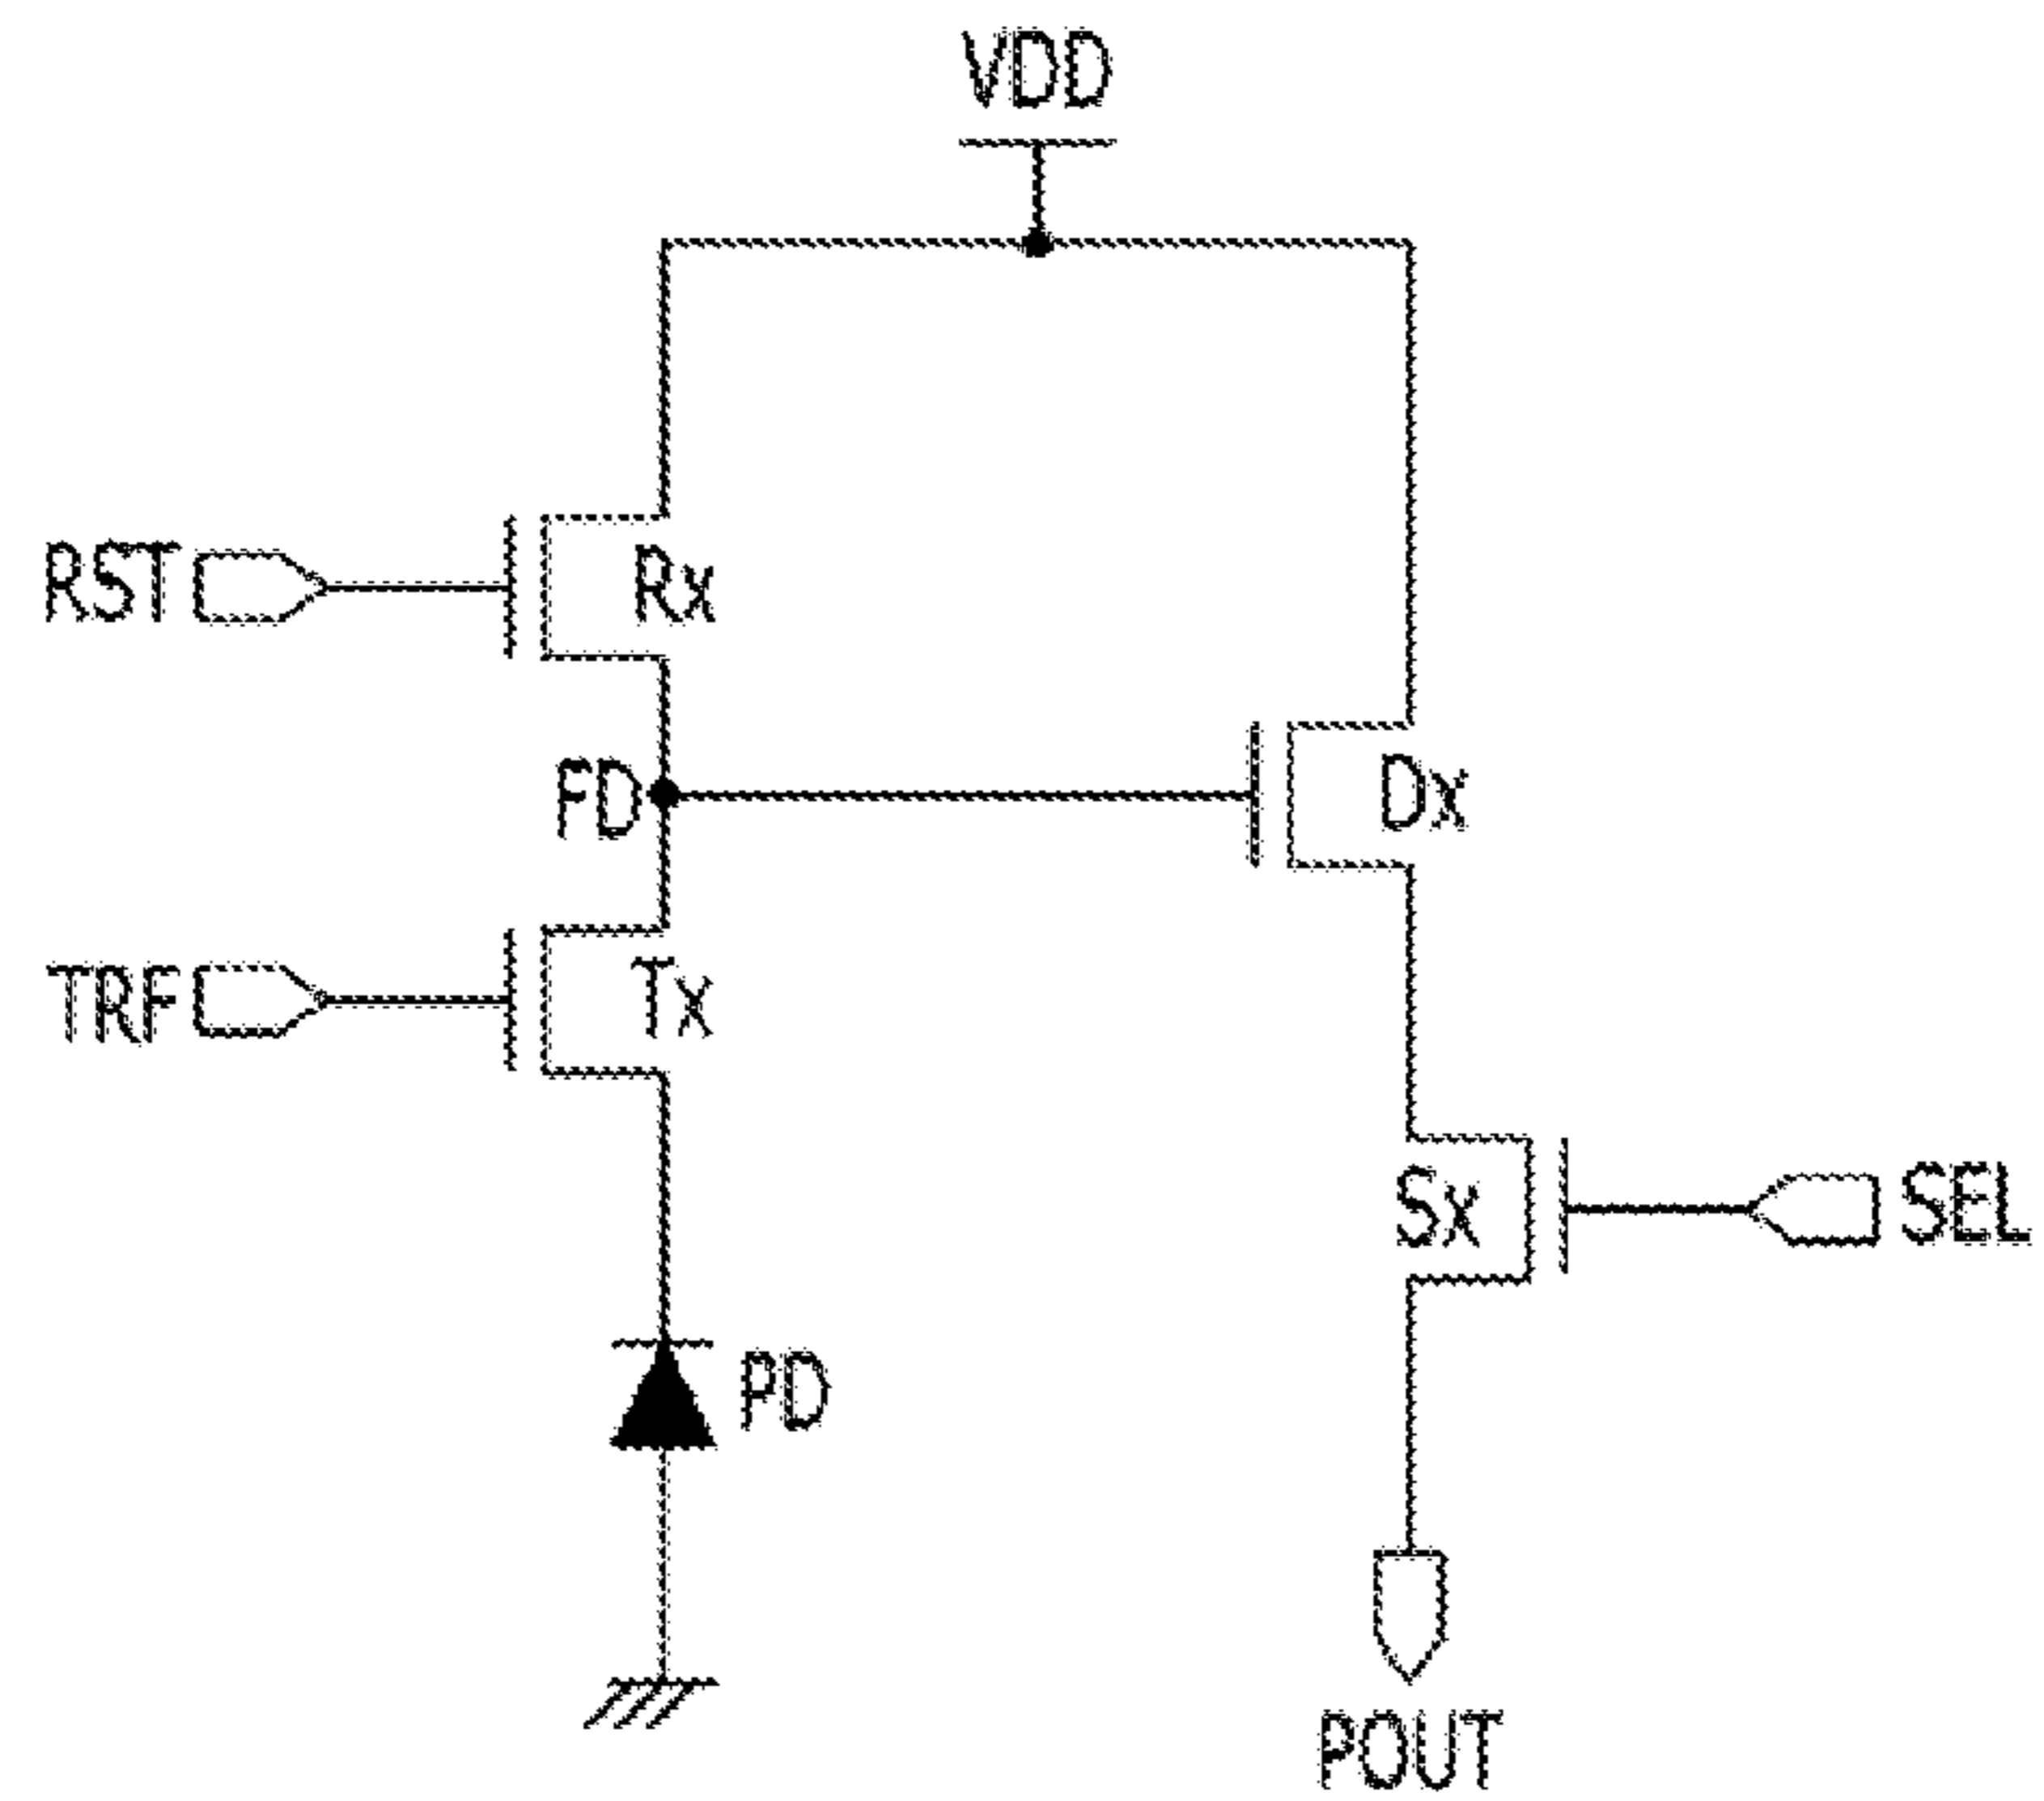 VDD
RST
Rx
FD
Dx
TRF
Tx
Sx
SEL
PD
POUT